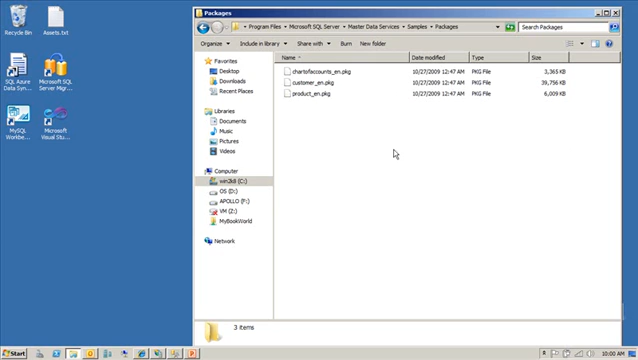 Recycle Bin
Assets.txt
SQL Azure
Data Syn...
SQL Server
Migr...
MySQL
Workbe...
Microsoft
Visual Stu...
Packages
Program Files
Microsoft SQL Server
Master Data Services
Samples
Packages
Search Packages
Organize
Include in library
Share with
Burn
New folder
Favorites
Desktop
Downloads
Recent Places
Libraries
Documents
Music
Pictures
Videos
Computer
win2k8 (C:)
OS (D:)
APOLLO (F:)
VM (Z:)
MyBookWorld
Network
Name
Date modified
Type
Size
chartofaccounts_en.pkg
10/27/2009 12:47 AM
PKG File
3,365 KB
customer_en.pkg
10/27/2009 12:47 AM
PKG File
39,756 KB
product_en.pkg
10/27/2009 12:47 AM
PKG File
6,009 KB
3 items
Start
10:00 AM